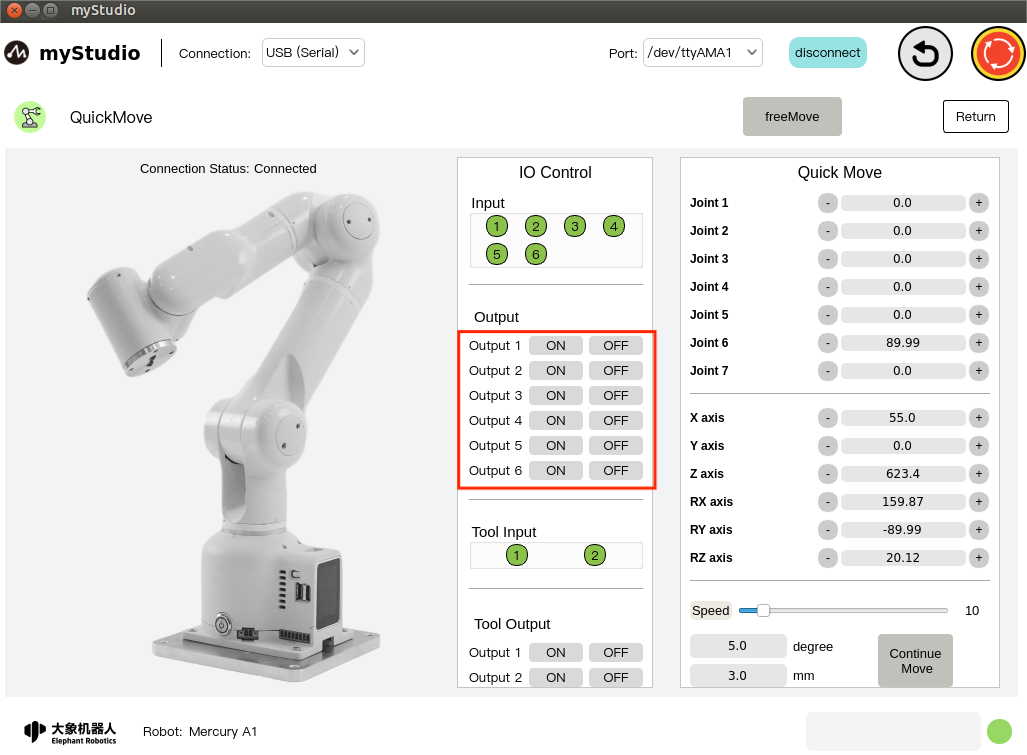 myStudio
myStudio
Connection:
USB (Serial)
Port:
/dev/ttyAMA1
disconnect
QuickMove
freeMove
Return
Connection Status: Connected
IO Control
Input
1 2 3 4
5 6
Output
Output 1 ON OFF
Output 2 ON OFF
Output 3 ON OFF
Output 4 ON OFF
Output 5 ON OFF
Output 6 ON OFF
Tool Input
1 2
Tool Output
Output 1 ON OFF
Output 2 ON OFF
Quick Move
Joint 1 - 0.0 +
Joint 2 - 0.0 +
Joint 3 - 0.0 +
Joint 4 - 0.0 +
Joint 5 - 0.0 +
Joint 6 - 89.99 +
Joint 7 - 0.0 +
X axis - 55.0 +
Y axis - 0.0 +
Z axis - 623.4 +
RX axis - 159.87 +
RY axis - -89.99 +
RZ axis - 20.12 +
Speed 10
5.0 degree
3.0 mm
Continue
Move
大象机器人
Elephant Robotics
Robot: Mercury A1